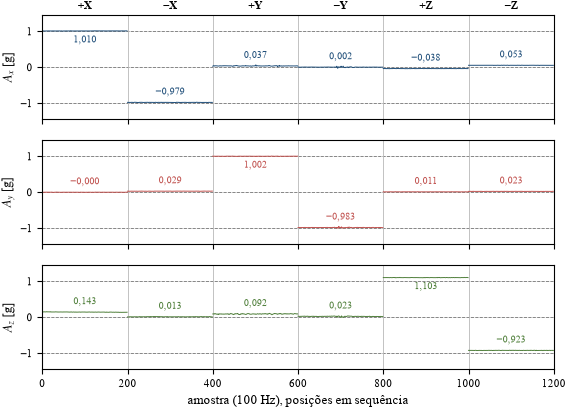 +X −X +Y −Y +Z −Z
1
0
−1
Ax [g]
1,010 −0,979 0,037 0,002 −0,038 0,053
1
0
−1
Ay [g]
−0,000 0,029 1,002 −0,983 0,011 0,023
1
0
−1
Az [g]
0,143 0,013 0,092 0,023 1,103 −0,923
0 200 400 600 800 1000 1200
amostra (100 Hz), posições em sequência